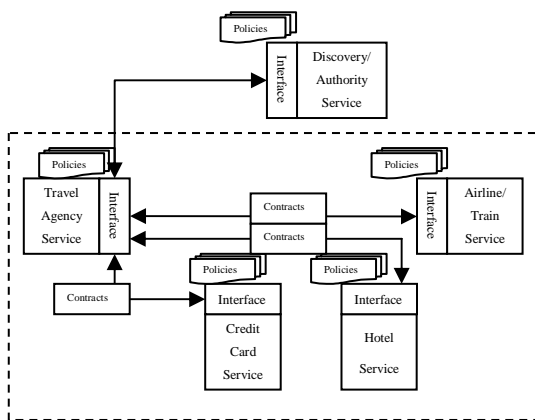 Policies
Interface
Discovery/
Authority
Service
Policies
Travel
Agency
Service
Interface
Contracts
Contracts
Policies
Interface
Airline/
Train
Service
Contracts
Policies
Interface
Credit
Card
Service
Policies
Interface
Hotel
Service